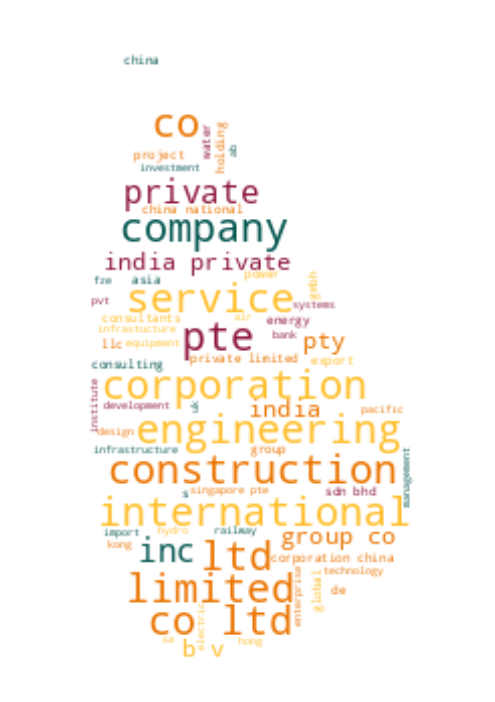 china
co
water
holding
ab
project
investment
private
china national
company
india private
fze
asia
power
gmbh
pvt
service
systems
consultants
air
energy
infrastucture
pte
bank
pty
llc
equipment
private limited
export
consulting
corporation
institute
development
uk
india
pacific
design
engineering
infrastructure
group
construction
management
s
singapore pte
sdn bhd
international
import
hydro
railway
group co
kong
inc
ltd
corporation china
technology
limited
enterprise
global
de
co ltd
electric
sa
hong
b v